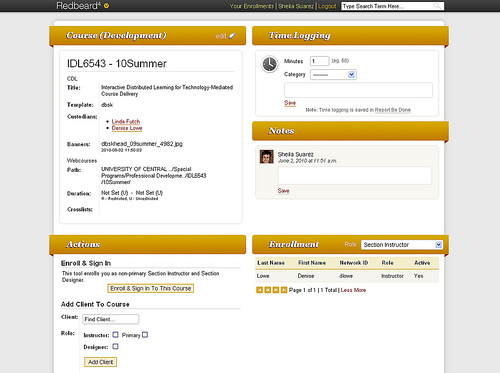 Redbeard⁴
Your Enrollments | Sheila Suarez | Logout
Type Search Term Here...
Course (Development)
edit
IDL6543 - 10Summer
CDL
Title: Interactive Distributed Learning for Technology-Mediated
Course Delivery
Template: dbsk
Custodian:
Linda Futch
Denise Lowe
Banners: dbskhead_09summer_4982.jpg
2010-06-02 11:50:03
Webcourses
Path: UNIVERSITY OF CENTRAL ../Special
Programs/Professional Developme../IDL6543
/10Summer/
Duration: Not Set (U) - Not Set (U)
R - Restricted, U - Unrestricted
Crosslists:
Time Logging
Minutes 1 (eg. 60)
Category --------
Save
Note: Time logging is saved in Report Be Done
Notes
Sheila Suarez
June 2, 2010 at 11:51 a.m.
Save
Actions
Enroll & Sign In
This tool enrolls you as non-primary Section Instructor and Section
Designer.
Enroll & Sign In To This Course
Add Client To Course
Client: Find Client...
Role: Instructor: Primary
Designer:
Add Client
Enrollment
Role: Section Instructor
Last Name First Name Network ID Role Active
Lowe Denise dlowe Instructor Yes
Page 1 of 1 | 1 Total | Less More